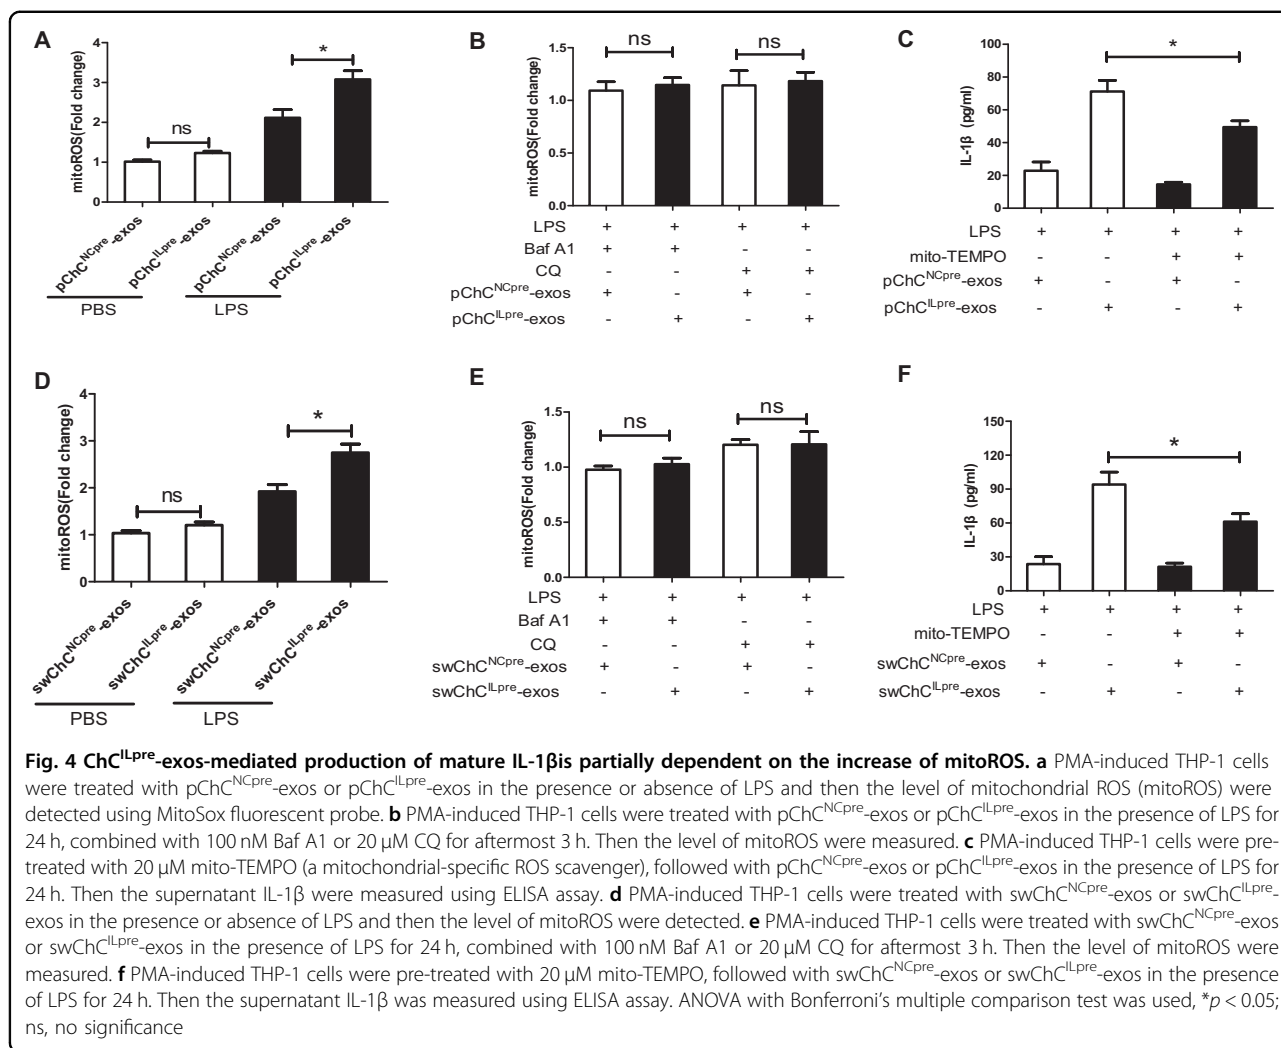 A
mitoROS(Fold change)
4
3
2
1
0
ns
*
pChC^NCpre-exos
pChC^ILpre-exos
pChC^NCpre-exos
pChC^ILpre-exos
PBS
LPS
B
mitoROS(Fold change)
1.5
1.0
0.5
0.0
ns
ns
LPS + + + +
Baf A1 + + - -
CQ - - + +
pChC^NCpre-exos + - + -
pChC^ILpre-exos - + - +
C
IL-1β (pg/ml)
100
80
60
40
20
0
*
LPS + + + +
mito-TEMPO - - + +
pChC^NCpre-exos + - + -
pChC^ILpre-exos - + - +
D
mitoROS(Fold change)
4
3
2
1
0
ns
*
swChC^NCpre-exos
swChC^ILpre-exos
swChC^NCpre-exos
swChC^ILpre-exos
PBS
LPS
E
mitoROS(Fold change)
1.5
1.0
0.5
0.0
ns
ns
LPS + + + +
Baf A1 + + - -
CQ - - + +
swChC^NCpre-exos + - + -
swChC^ILpre-exos - + - +
F
IL-1β (pg/ml)
150
120
90
60
30
0
*
LPS + + + +
mito-TEMPO - - + +
swChC^NCpre-exos + - + -
swChC^ILpre-exos - + - +
Fig. 4 ChC^ILpre-exos-mediated production of mature IL-1βis partially dependent on the increase of mitoROS. a PMA-induced THP-1 cells
were treated with pChC^NCpre-exos or pChC^ILpre-exos in the presence or absence of LPS and then the level of mitochondrial ROS (mitoROS) were
detected using MitoSox fluorescent probe. b PMA-induced THP-1 cells were treated with pChC^NCpre-exos or pChC^ILpre-exos in the presence of LPS for
24 h, combined with 100 nM Baf A1 or 20 µM CQ for aftermost 3 h. Then the level of mitoROS were measured. c PMA-induced THP-1 cells were pre-
treated with 20 µM mito-TEMPO (a mitochondrial-specific ROS scavenger), followed with pChC^NCpre-exos or pChC^ILpre-exos in the presence of LPS for
24 h. Then the supernatant IL-1β were measured using ELISA assay. d PMA-induced THP-1 cells were treated with swChC^NCpre-exos or swChC^ILpre-
exos in the presence or absence of LPS and then the level of mitoROS were detected. e PMA-induced THP-1 cells were treated with swChC^NCpre-exos
or swChC^ILpre-exos in the presence of LPS for 24 h, combined with 100 nM Baf A1 or 20 µM CQ for aftermost 3 h. Then the level of mitoROS were
measured. f PMA-induced THP-1 cells were pre-treated with 20 µM mito-TEMPO, followed with swChC^NCpre-exos or swChC^ILpre-exos in the presence
of LPS for 24 h. Then the supernatant IL-1β was measured using ELISA assay. ANOVA with Bonferroni's multiple comparison test was used, *p < 0.05;
ns, no significance